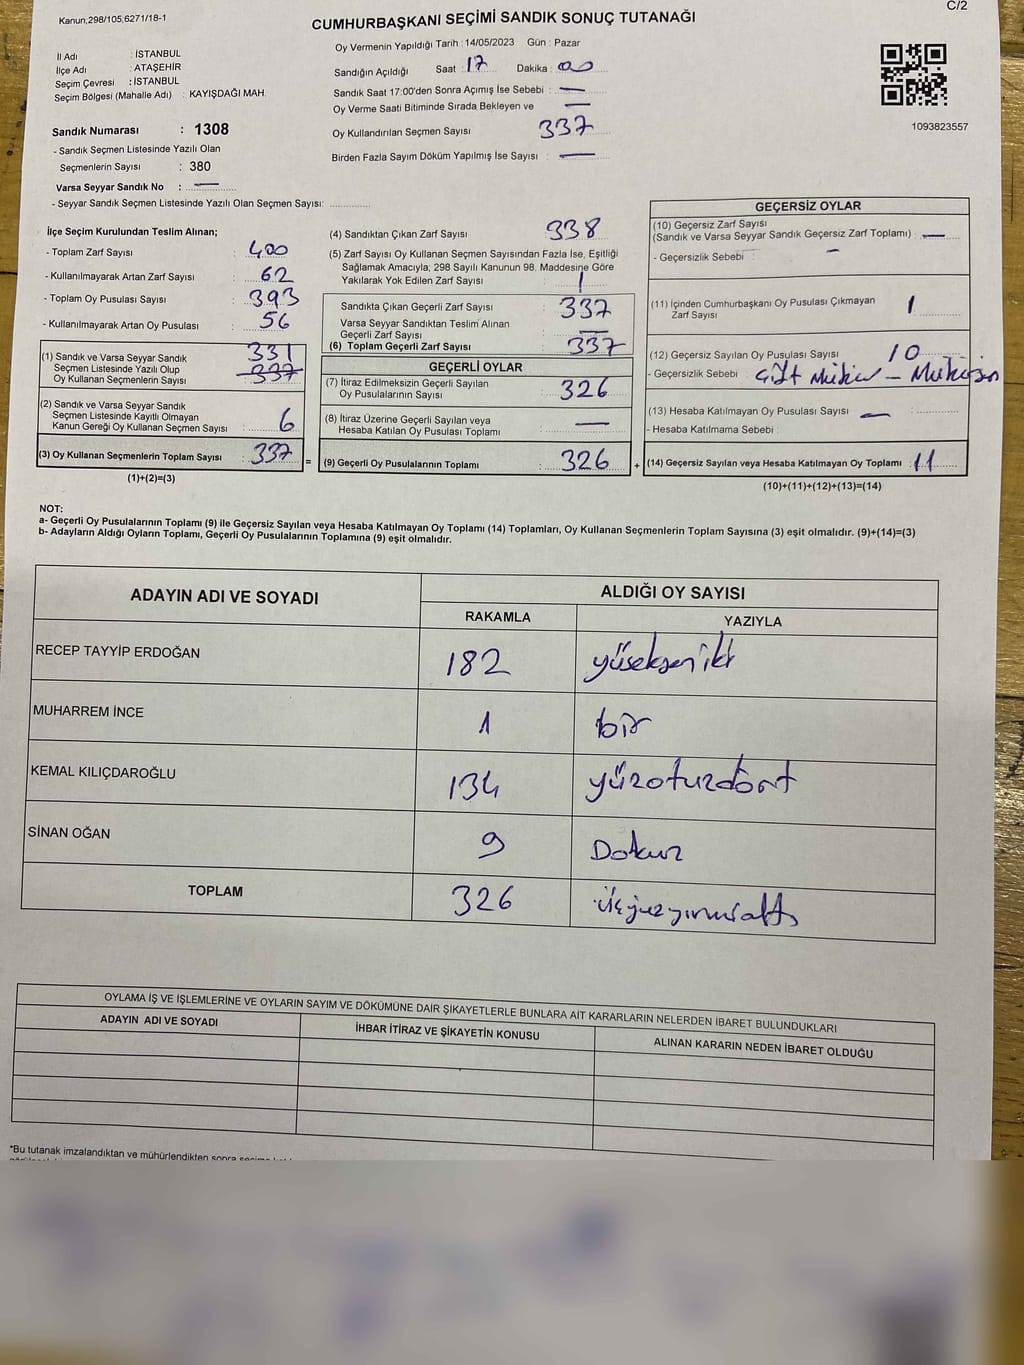 Kanun,298/105,6271/18-1
C/2
CUMHURBAŞKANI SEÇİMİ SANDIK SONUÇ TUTANAĞI
İl Adı : İSTANBUL
İlçe Adı : ATAŞEHİR
Seçim Çevresi : İSTANBUL
Seçim Bölgesi (Mahalle Adı) : KAYIŞDAĞI MAH.
Sandık Numarası : 1308
- Sandık Seçmen Listesinde Yazılı Olan
Seçmenlerin Sayısı : 380
Varsa Seyyar Sandık No : —
- Seyyar Sandık Seçmen Listesinde Yazılı Olan Seçmen Sayısı:
Oy Vermenin Yapıldığı Tarih : 14/05/2023 Gün : Pazar
Sandığın Açıldığı Saat : 17 Dakika : 00
Sandık Saat 17:00'den Sonra Açımış İse Sebebi : —
Oy Verme Saati Bitiminde Sırada Bekleyen ve —
Oy Kullandırılan Seçmen Sayısı 337
Birden Fazla Sayım Döküm Yapılmış İse Sayısı : —
1093823557
İlçe Seçim Kurulundan Teslim Alınan;
- Toplam Zarf Sayısı : 400
- Kullanılmayarak Artan Zarf Sayısı : 62
- Toplam Oy Pusulası Sayısı : 393
- Kullanılmayarak Artan Oy Pusulası : 56
(1) Sandık ve Varsa Seyyar Sandık 331
Seçmen Listesinde Yazılı Olup 337
Oy Kullanan Seçmenlerin Sayısı
(2) Sandık ve Varsa Seyyar Sandık
Seçmen Listesinde Kayıtlı Olmayan
Kanun Gereği Oy Kullanan Seçmen Sayısı : 6
(3) Oy Kullanan Seçmenlerin Toplam Sayısı : 337
(1)+(2)=(3)
=
(4) Sandıktan Çıkan Zarf Sayısı : 338
(5) Zarf Sayısı Oy Kullanan Seçmen Sayısından Fazla İse, Eşitliği
Sağlamak Amacıyla; 298 Sayılı Kanunun 98. Maddesine Göre
Yakılarak Yok Edilen Zarf Sayısı : 1
Sandıkta Çıkan Geçerli Zarf Sayısı : 337
Varsa Seyyar Sandıktan Teslim Alınan
Geçerli Zarf Sayısı : —
(6) Toplam Geçerli Zarf Sayısı : 337
GEÇERLİ OYLAR
(7) İtiraz Edilmeksizin Geçerli Sayılan
Oy Pusulalarının Sayısı : 326
(8) İtiraz Üzerine Geçerli Sayılan veya
Hesaba Katılan Oy Pusulası Toplamı : —
(9) Geçerli Oy Pusulalarının Toplamı : 326
+
GEÇERSİZ OYLAR
(10) Geçersiz Zarf Sayısı
(Sandık ve Varsa Seyyar Sandık Geçersiz Zarf Toplamı) : —
- Geçersizlik Sebebi : —
(11) İçinden Cumhurbaşkanı Oy Pusulası Çıkmayan
Zarf Sayısı : 1
(12) Geçersiz Sayılan Oy Pusulası Sayısı : 10
- Geçersizlik Sebebi : Çift Mühür –
(13) Hesaba Katılmayan Oy Pusulası Sayısı : —
- Hesaba Katılmama Sebebi :
(14) Geçersiz Sayılan veya Hesaba Katılmayan Oy Toplamı : 11
(10)+(11)+(12)+(13)=(14)
NOT:
a- Geçerli Oy Pusulalarının Toplamı (9) ile Geçersiz Sayılan veya Hesaba Katılmayan Oy Toplamı (14) Toplamları, Oy Kullanan Seçmenlerin Toplam Sayısına (3) eşit olmalıdır. (9)+(14)=(3)
b- Adayların Aldığı Oyların Toplamı, Geçerli Oy Pusulalarının Toplamına (9) eşit olmalıdır.
ADAYIN ADI VE SOYADI
ALDIĞI OY SAYISI
RAKAMLA YAZIYLA
RECEP TAYYİP ERDOĞAN 182 yüseksen iki
MUHARREM İNCE 1 bir
KEMAL KILIÇDAROĞLU 134 yüzotuzdört
SİNAN OĞAN 9 Dokuz
TOPLAM 326 üçyüzyirmialtı
OYLAMA İŞ VE İŞLEMLERİNE VE OYLARIN SAYIM VE DÖKÜMÜNE DAİR ŞİKAYETLERLE BUNLARA AİT KARARLARIN NELERDEN İBARET BULUNDUKLARI
ADAYIN ADI VE SOYADI İHBAR İTİRAZ VE ŞİKAYETİN KONUSU ALINAN KARARIN NEDEN İBARET OLDUĞU
*Bu tutanak imzalandıktan ve mühürlendikten sonra